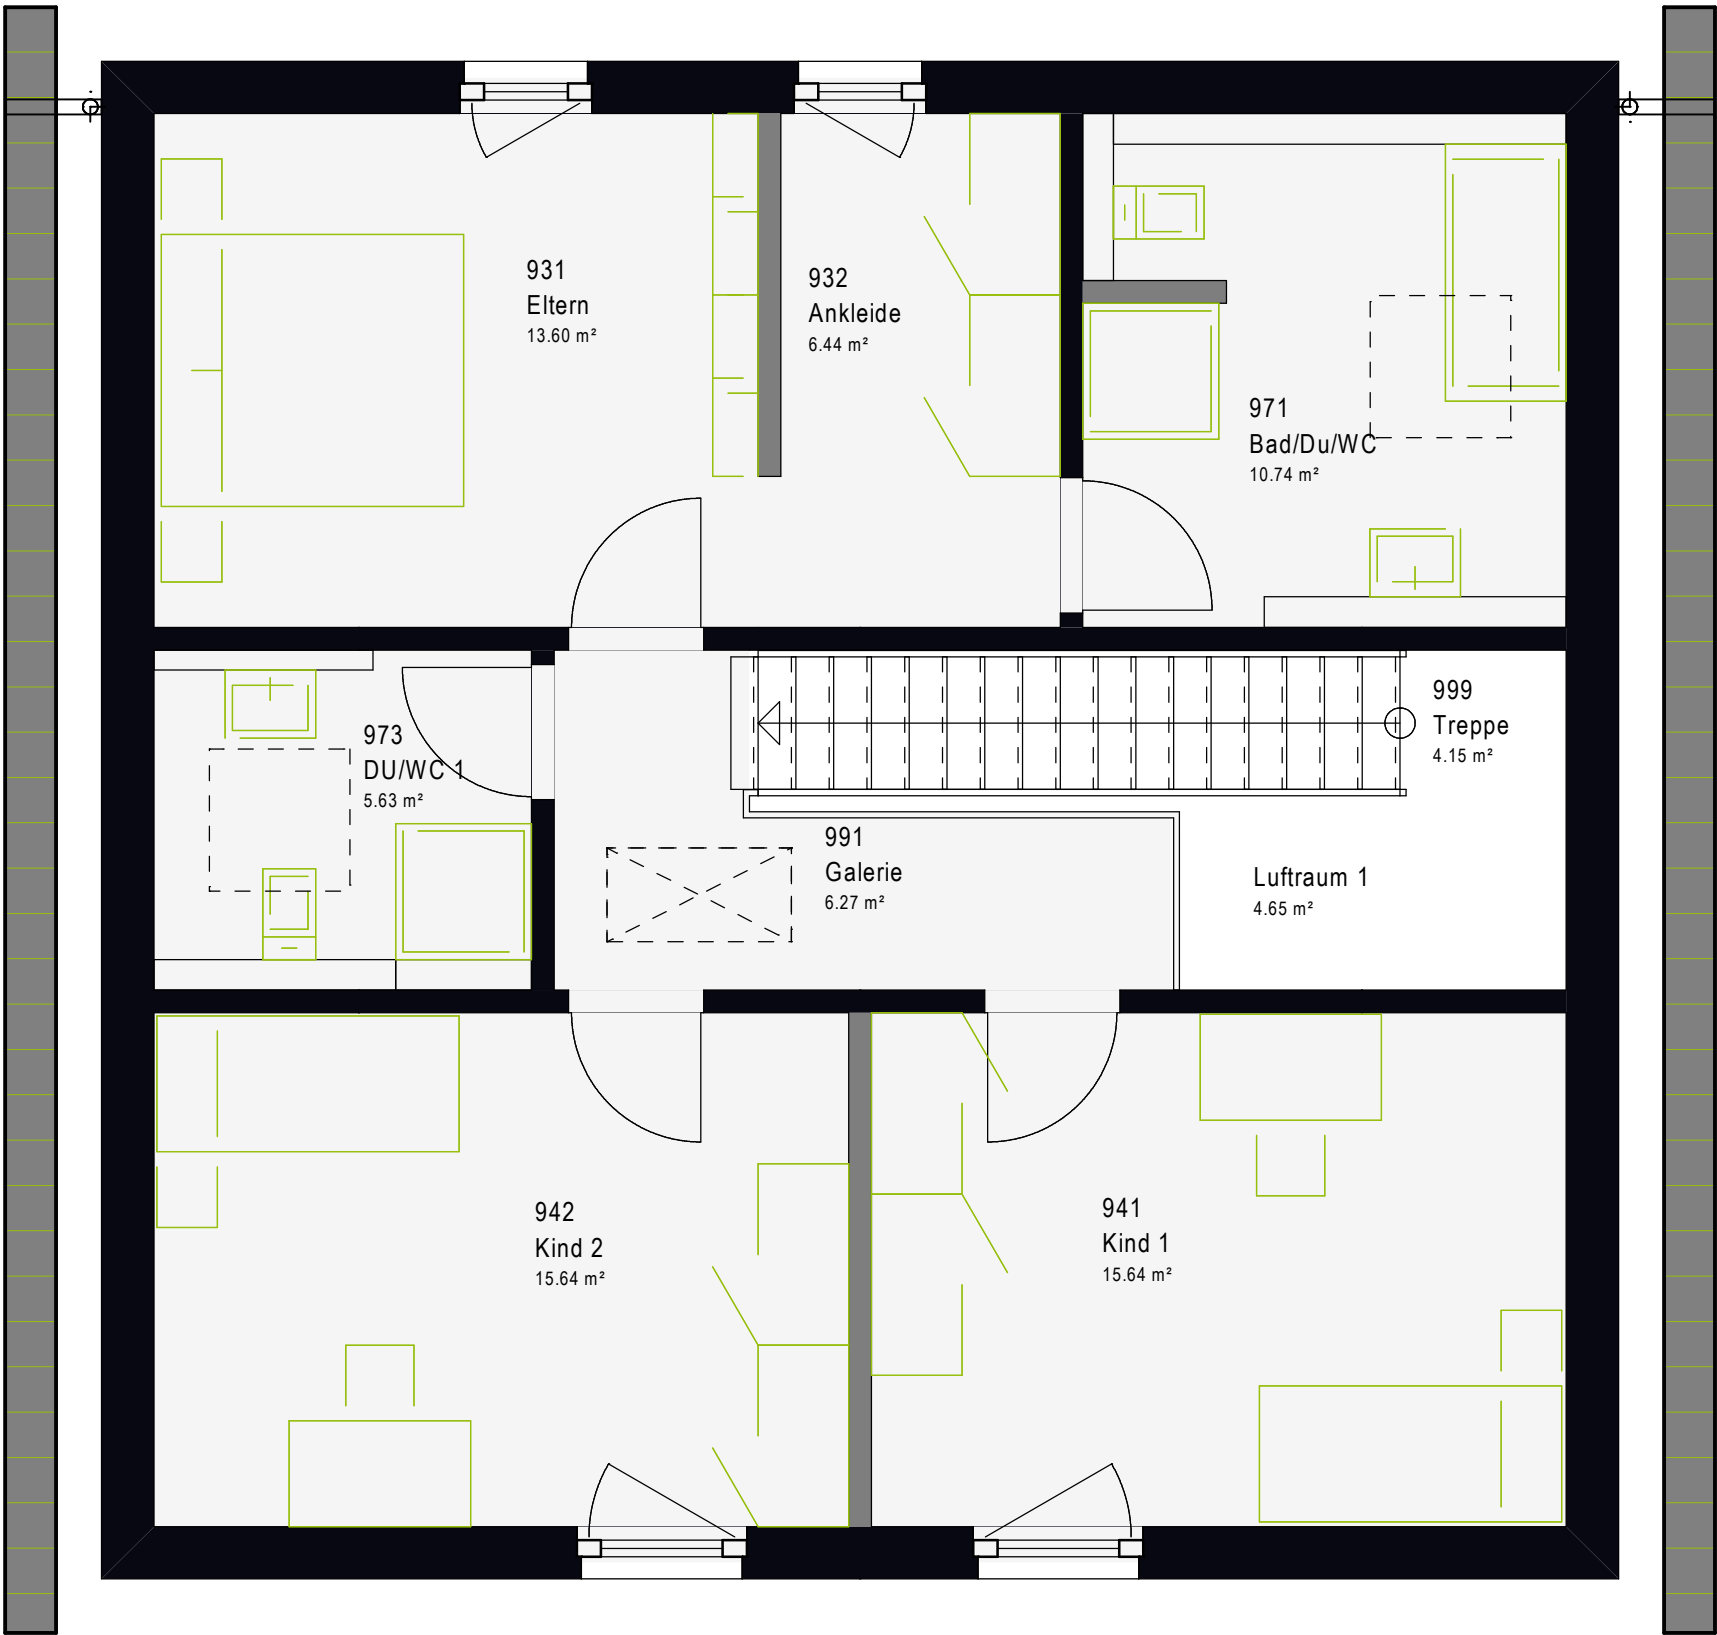 931
Eltern
13.60 m²
932
Ankleide
6.44 m²
971
Bad/Du/WC
10.74 m²
999
Treppe
4.15 m²
973
DU/WC 1
5.63 m²
991
Galerie
6.27 m²
Luftraum 1
4.65 m²
942
Kind 2
15.64 m²
941
Kind 1
15.64 m²